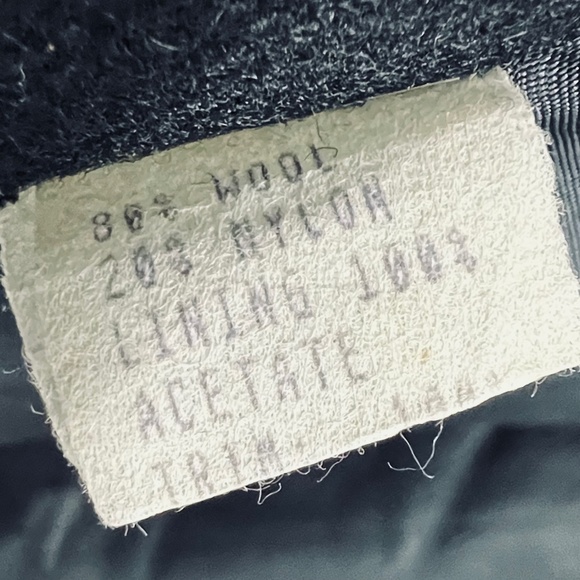 80% WOOL
20% NYLON
LINING 100%
ACETATE
TRIM